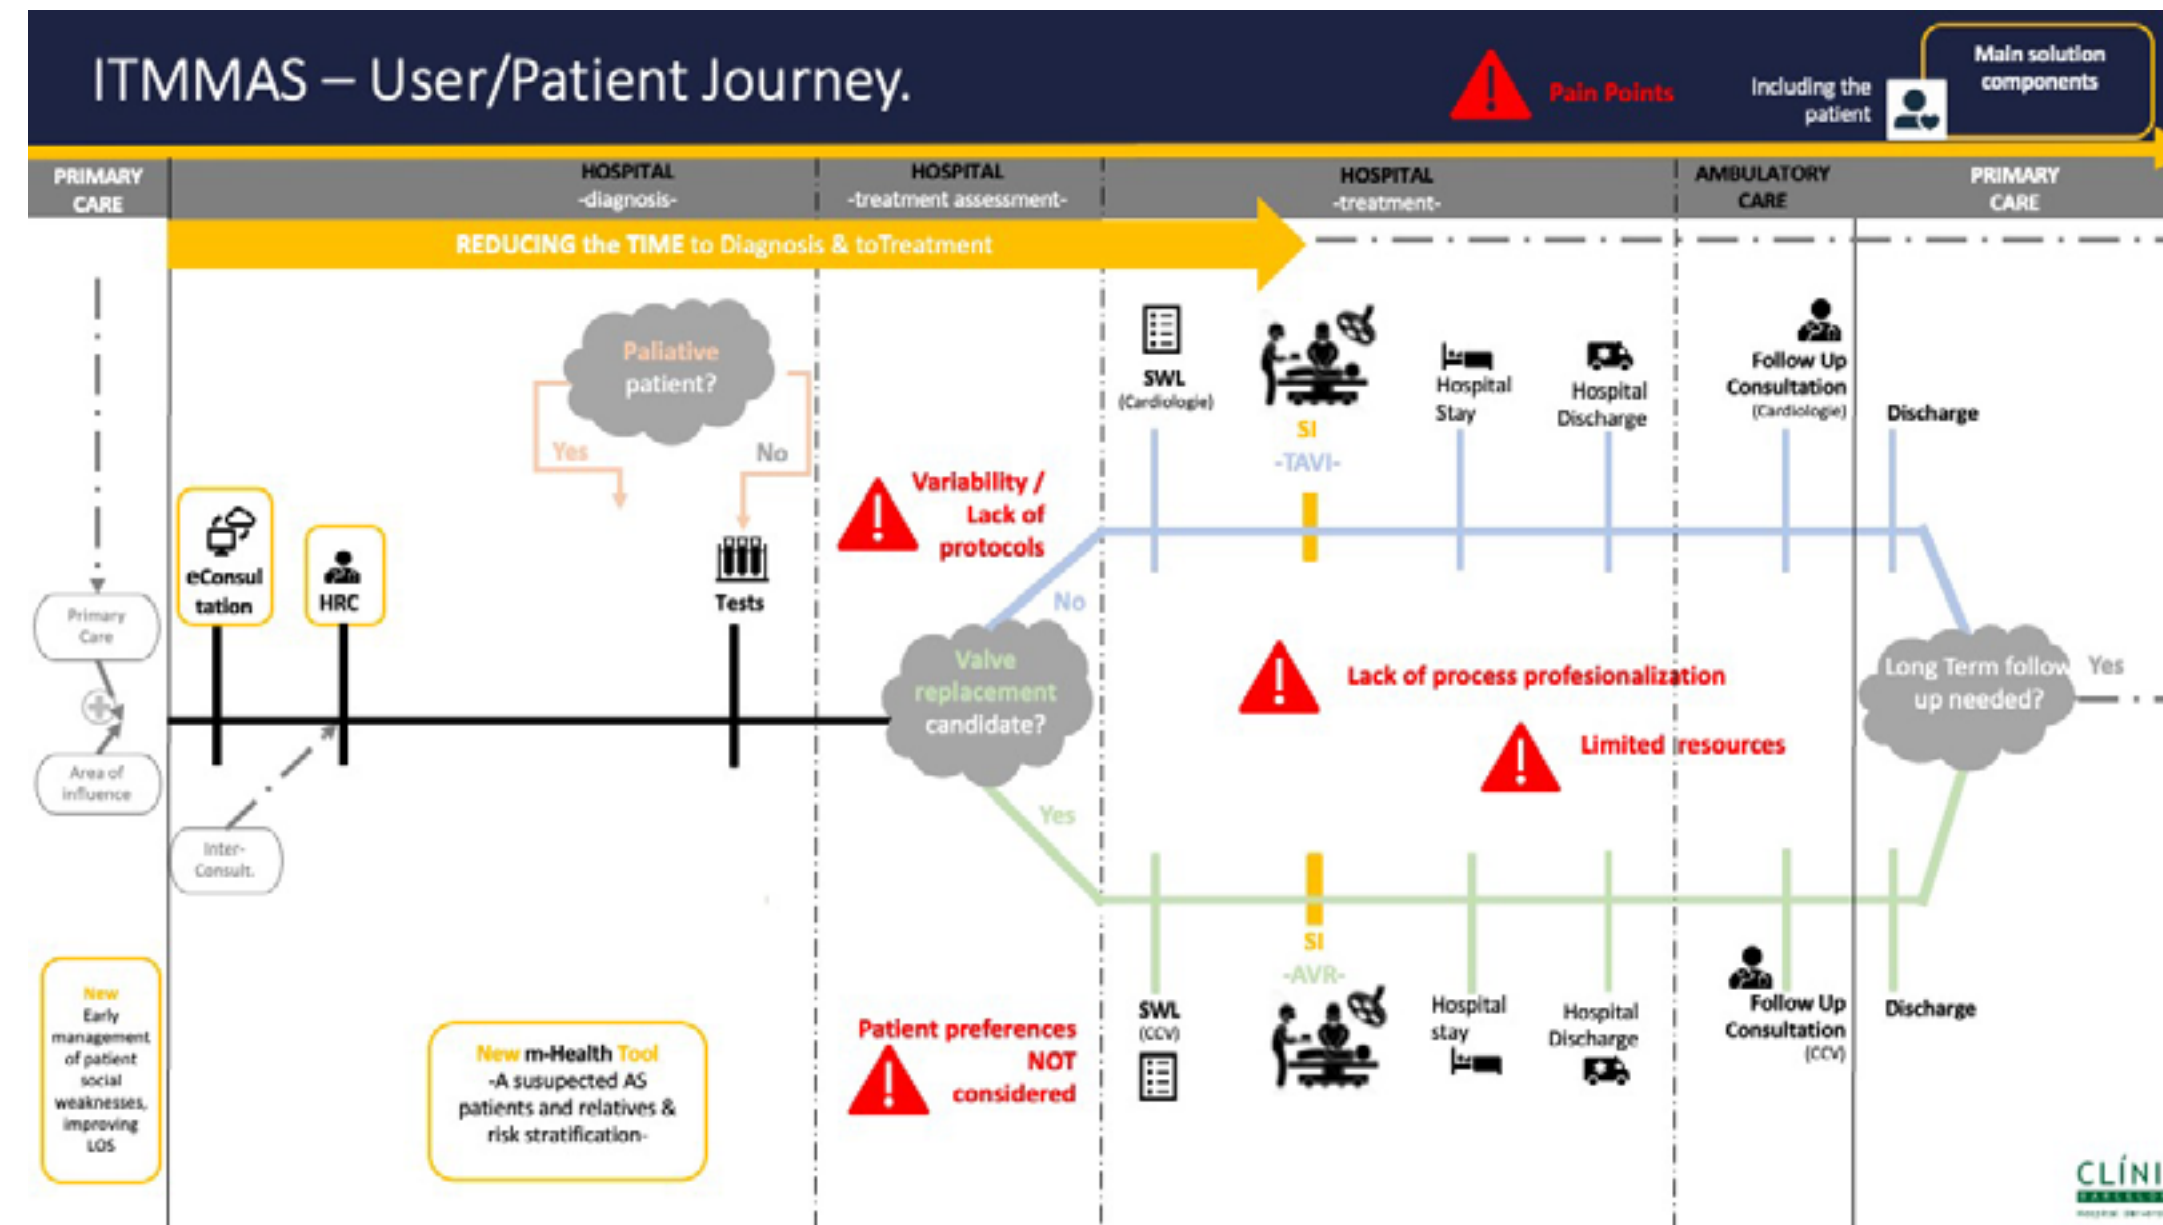 ITMMAS – User/Patient Journey.
Pain Points
Including the
patient
Main solution
components
PRIMARY
CARE
HOSPITAL
-diagnosis-
HOSPITAL
-treatment assessment-
HOSPITAL
-treatment-
AMBULATORY
CARE
PRIMARY
CARE
REDUCING the TIME to Diagnosis & toTreatment
Paliative
patient?
Yes
No
eConsul
tation
HRC
Tests
Primary
Care
Area of
influence
Inter-
Consult.
Variability /
Lack of
protocols
No
Valve
replacement
candidate?
Yes
SWL
(Cardiologie)
SI
-TAVI-
Hospital
Stay
Hospital
Discharge
Follow Up
Consultation
(Cardiologie)
Discharge
Lack of process profesionalization
Limited resources
Long Term follow
up needed?
Yes
New
Early
management
of patient
social
weaknesses,
improving
LOS
New m-Health Tool
-A susupected AS
patients and relatives &
risk stratification-
Patient preferences
NOT
considered
SWL
(CCV)
SI
-AVR-
Hospital
stay
Hospital
Discharge
Follow Up
Consultation
(CCV)
Discharge
CLÍNI